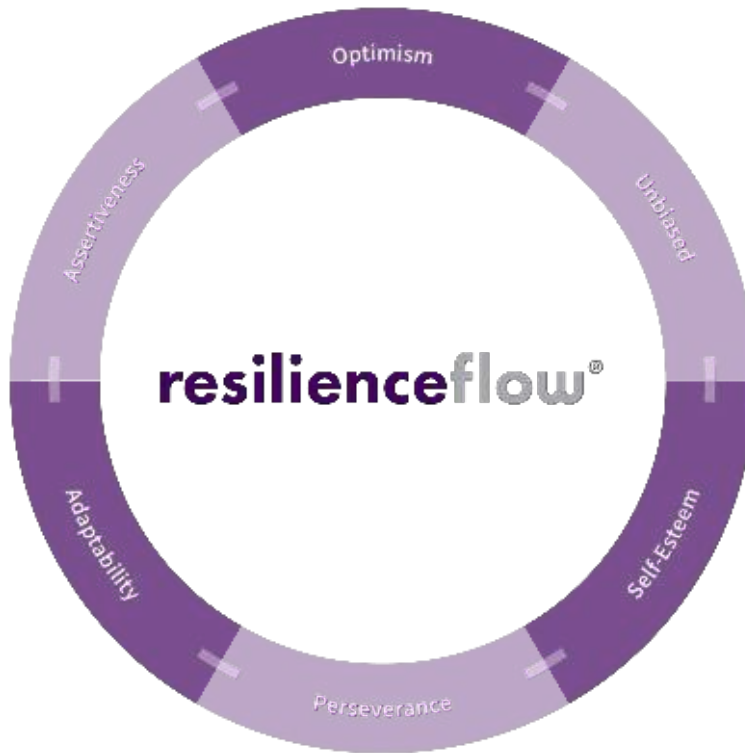 Optimism
Unbiased
Self-Esteem
Perseverance
Adaptability
Assertiveness
resilienceflow®